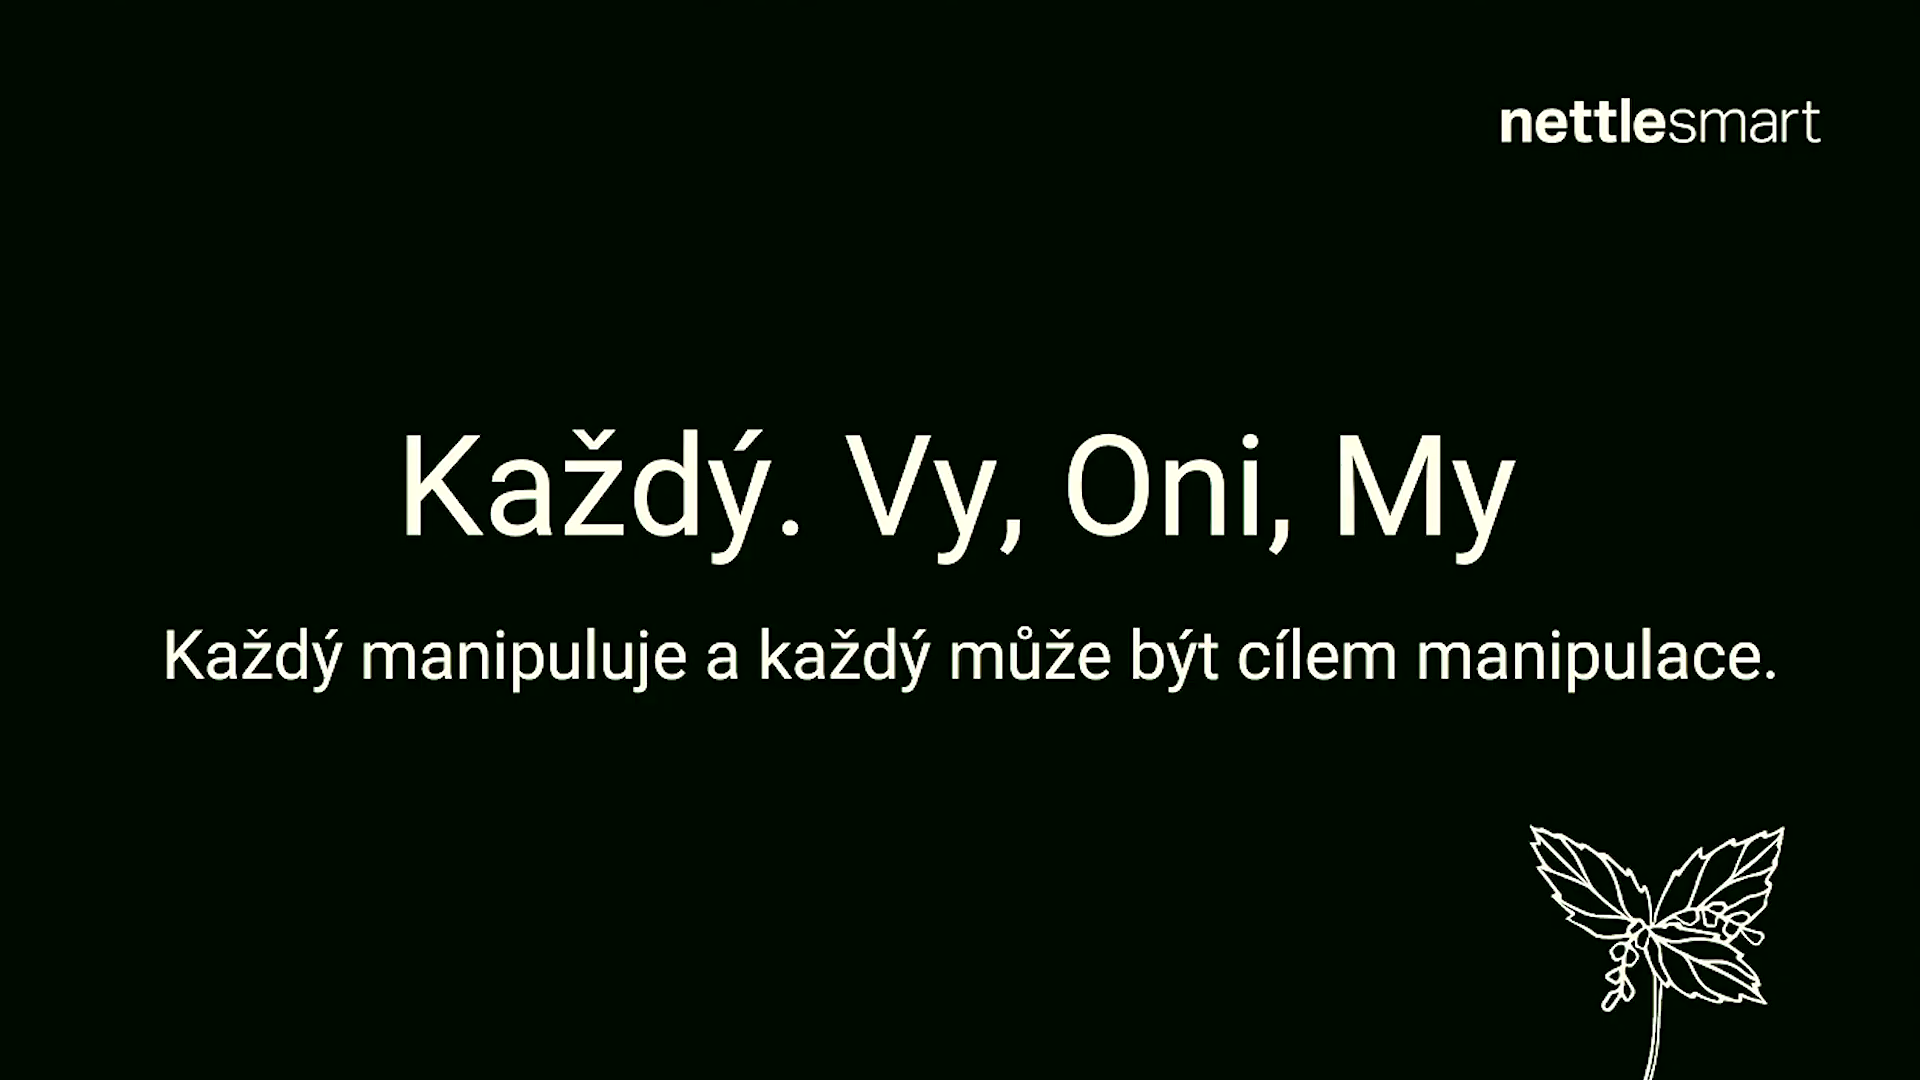 nettlesmart
Každý. Vy, Oni, My
Každý manipuluje a každý může být cílem manipulace.